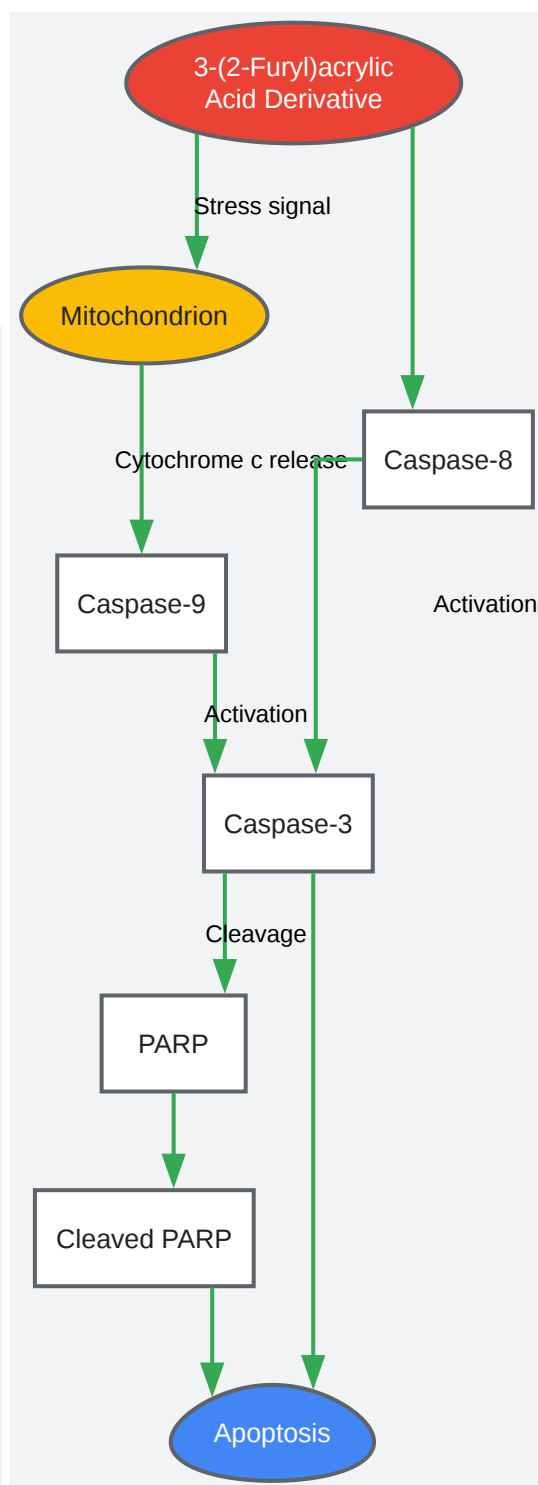 3-(2-Furyl)acrylic
Acid Derivative
Stress signal
Mitochondrion
Cytochrome c release
Caspase-8
Caspase-9
Activation
Activation
Caspase-3
Cleavage
PARP
Cleaved PARP
Apoptosis